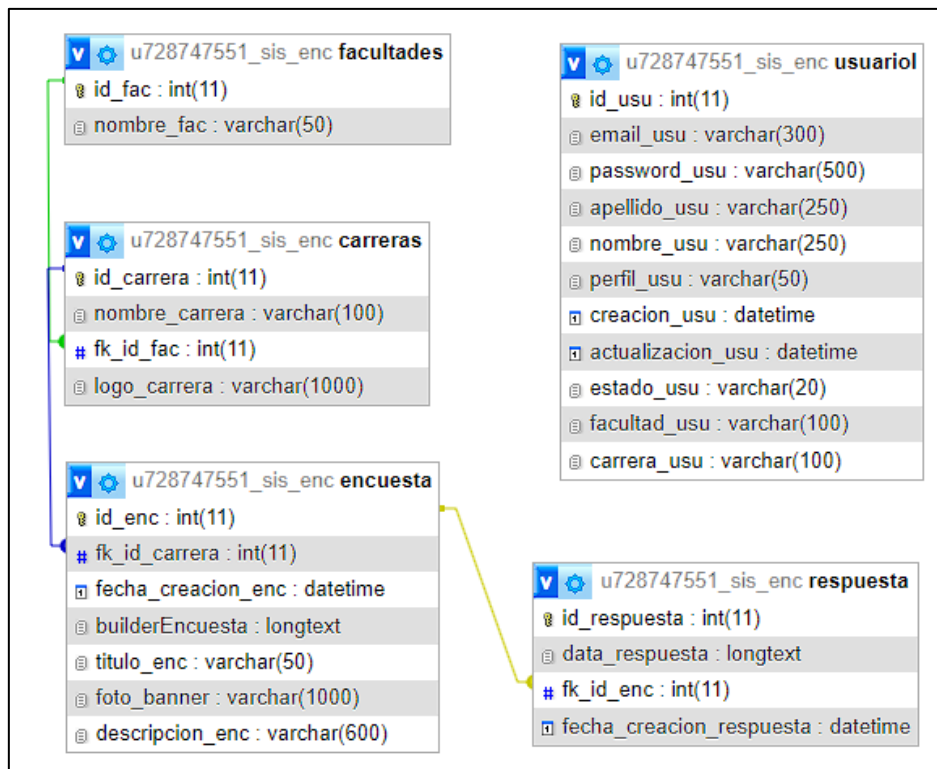 u728747551_sis_enc facultades
id_fac : int(11)
nombre_fac : varchar(50)
u728747551_sis_enc carreras
id_carrera : int(11)
nombre_carrera : varchar(100)
# fk_id_fac : int(11)
logo_carrera : varchar(1000)
u728747551_sis_enc encuesta
id_enc : int(11)
# fk_id_carrera : int(11)
fecha_creacion_enc : datetime
builderEncuesta : longtext
titulo_enc : varchar(50)
foto_banner : varchar(1000)
descripcion_enc : varchar(600)
u728747551_sis_enc usuariol
id_usu : int(11)
email_usu : varchar(300)
password_usu : varchar(500)
apellido_usu : varchar(250)
nombre_usu : varchar(250)
perfil_usu : varchar(50)
creacion_usu : datetime
actualizacion_usu : datetime
estado_usu : varchar(20)
facultad_usu : varchar(100)
carrera_usu : varchar(100)
u728747551_sis_enc respuesta
id_respuesta : int(11)
data_respuesta : longtext
# fk_id_enc : int(11)
fecha_creacion_respuesta : datetime